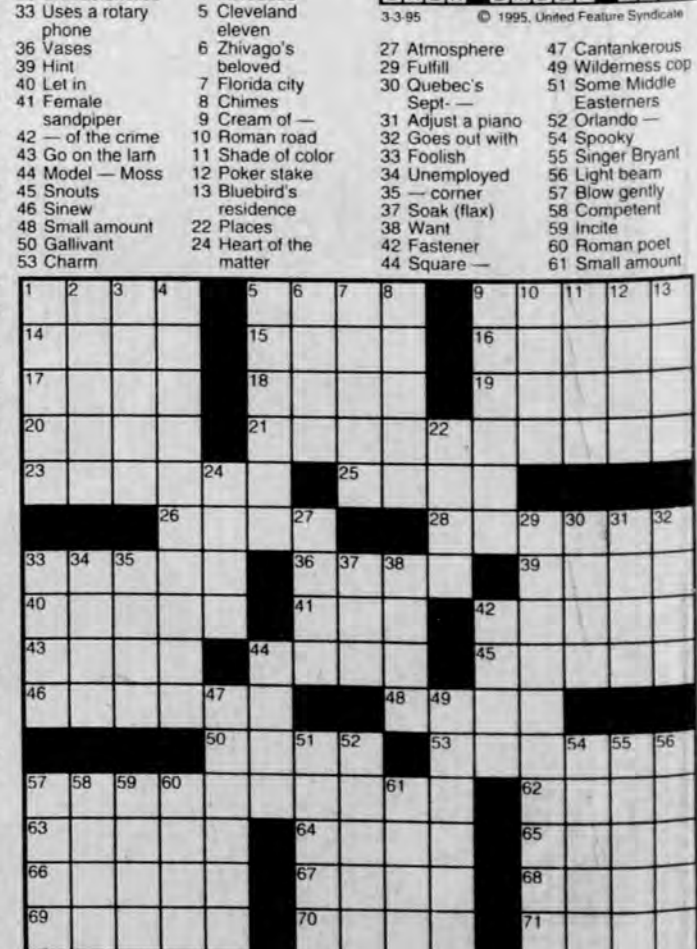 33 Uses a rotary
phone
36 Vases
39 Hint
40 Let in
41 Female
sandpiper
42 — of the crime
43 Go on the lam
44 Model — Moss
45 Snouts
46 Sinew
48 Small amount
50 Gallivant
53 Charm
5 Cleveland
eleven
6 Zhivago's
beloved
7 Florida city
8 Chimes
9 Cream of —
10 Roman road
11 Shade of color
12 Poker stake
13 Bluebird's
residence
22 Places
24 Heart of the
matter
3-3-95 © 1995, United Feature Syndicate
27 Atmosphere
29 Fulfill
30 Quebec's
Sept- —
31 Adjust a piano
32 Goes out with
33 Foolish
34 Unemployed
35 — corner
37 Soak (flax)
38 Want
42 Fastener
44 Square —
47 Cantankerous
49 Wilderness cop
51 Some Middle
Easterners
52 Orlando —
54 Spooky
55 Singer Bryant
56 Light beam
57 Blow gently
58 Competent
59 Incite
60 Roman poet
61 Small amount
1 2 3 4 5 6 7 8 9 10 11 12 13
14 15 16
17 18 19
20 21 22
23 24 25
26 27 28 29 30 31 32
33 34 35 36 37 38 39
40 41 42
43 44 45
46 47 48 49
50 51 52 53 54 55 56
57 58 59 60 61 62
63 64 65
66 67 68
69 70 71